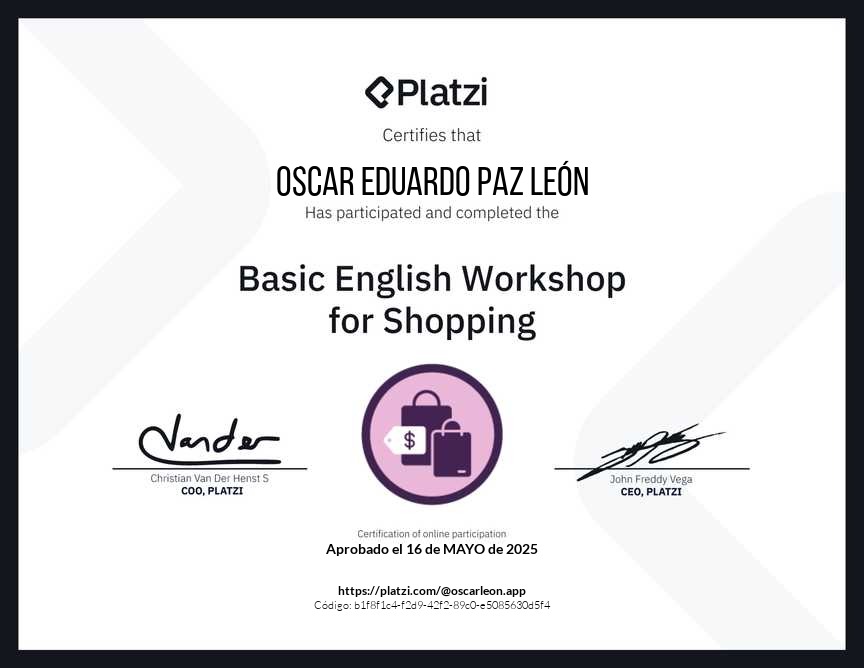 Platzi
Certifies that
OSCAR EDUARDO PAZ LEÓN
Has participated and completed the
Basic English Workshop
for Shopping
$
Vander
Christian Van Der Henst S
COO, PLATZI
John Freddy Vega
CEO, PLATZI
Certification of online participation
Aprobado el 16 de MAYO de 2025
https://platzi.com/@oscarleon.app
Código: b1f8f1c4-f2d9-42f2-89c0-e5085630d5f4